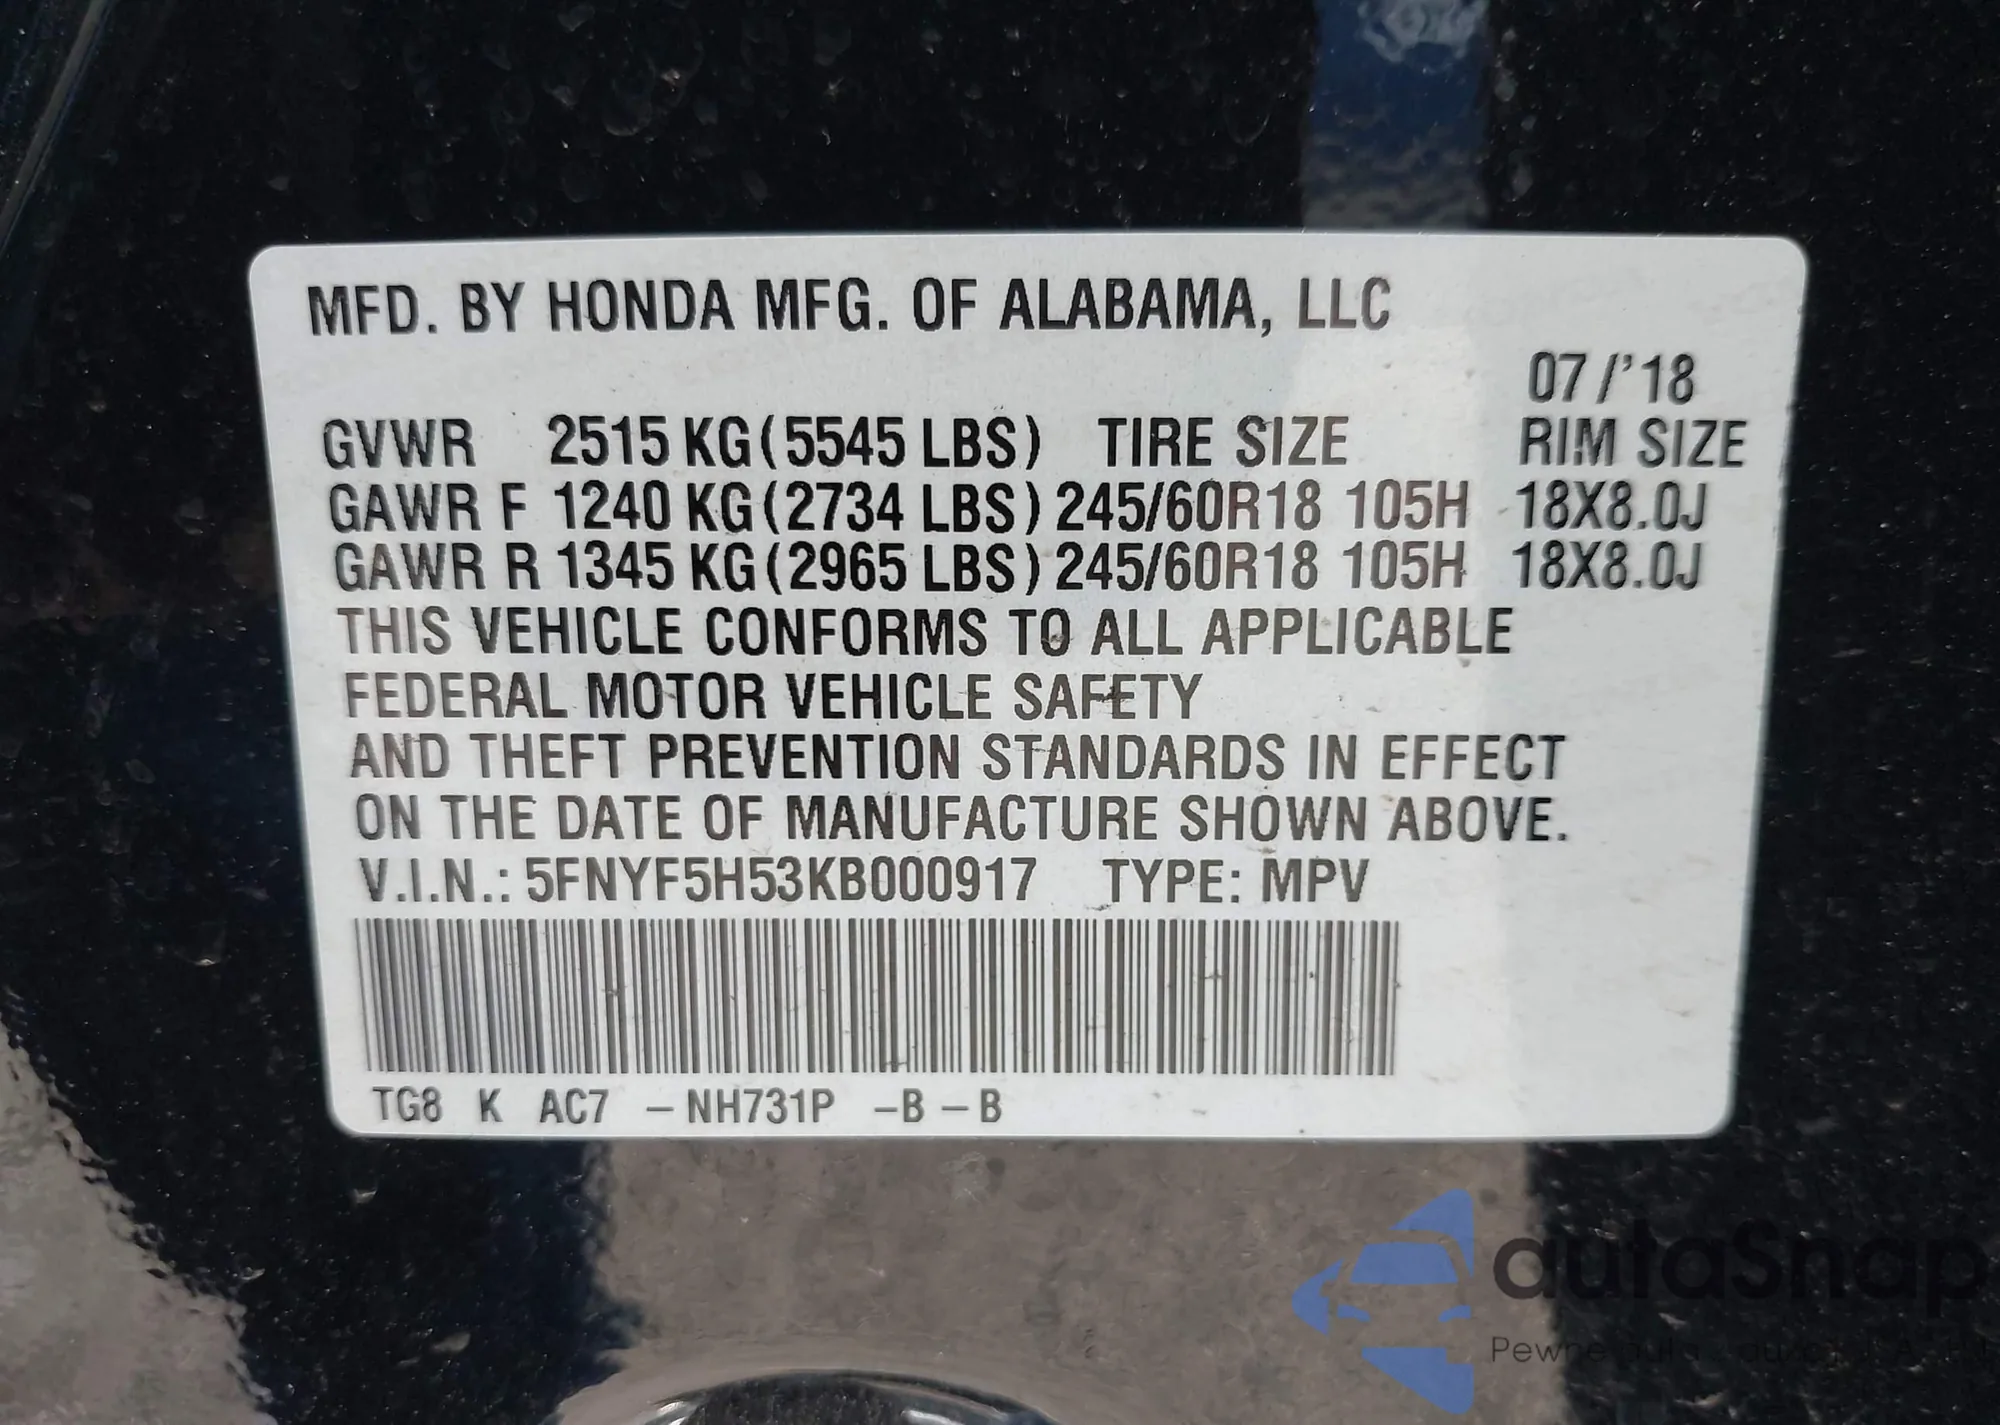 MFD. BY HONDA MFG. OF ALABAMA, LLC
07/'18
GVWR 2515 KG (5545 LBS) TIRE SIZE RIM SIZE
GAWR F 1240 KG (2734 LBS) 245/60R18 105H 18X8.0J
GAWR R 1345 KG (2965 LBS) 245/60R18 105H 18X8.0J
THIS VEHICLE CONFORMS TO ALL APPLICABLE
FEDERAL MOTOR VEHICLE SAFETY
AND THEFT PREVENTION STANDARDS IN EFFECT
ON THE DATE OF MANUFACTURE SHOWN ABOVE.
V.I.N.: 5FNYF5H53KB000917 TYPE: MPV
TG8 K AC7 – NH731P – B – B
autaSnap
Pewne auta